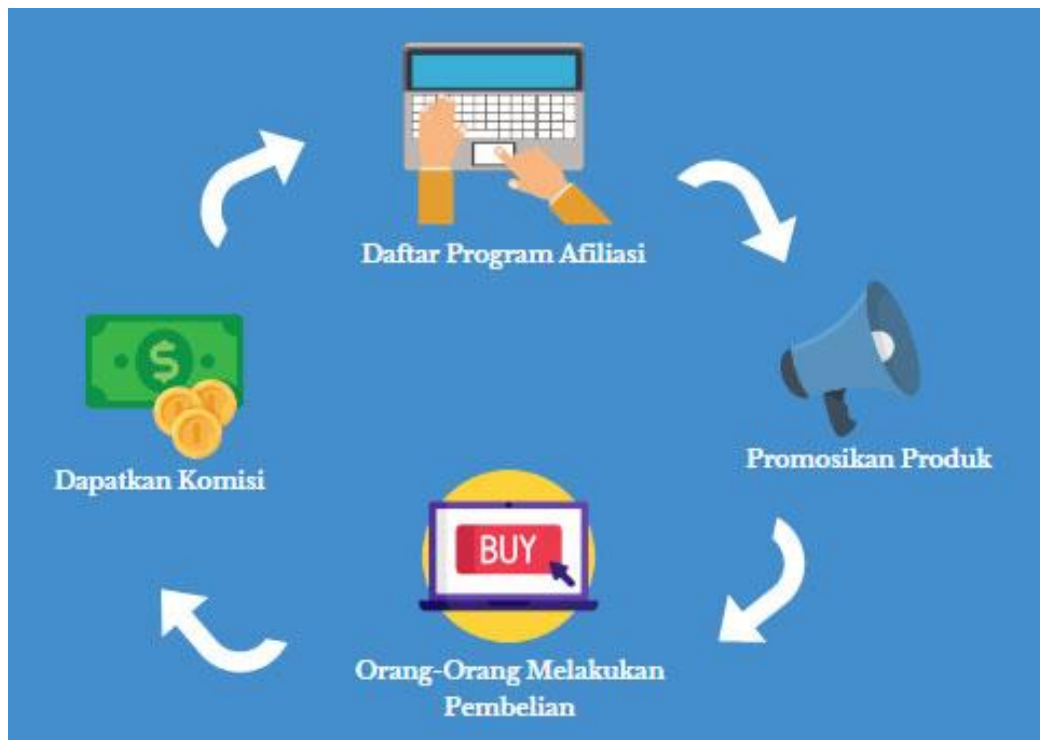 Daftar Program Afiliasi
Promosikan Produk
BUY
Orang-Orang Melakukan
Pembelian
Dapatkan Komisi
$